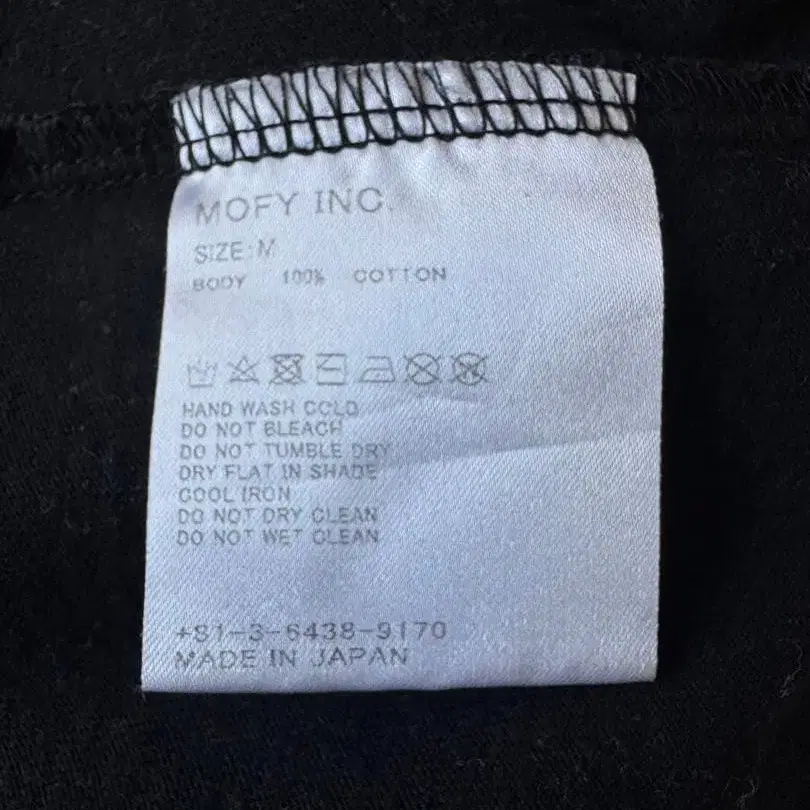 MOFY INC.
SIZE:M
BODY 100% COTTON
HAND WASH COLD
DO NOT BLEACH
DO NOT TUMBLE DRY
DRY FLAT IN SHADE
COOL IRON
DO NOT DRY CLEAN
DO NOT WET CLEAN
+81-3-6438-9170
MADE IN JAPAN